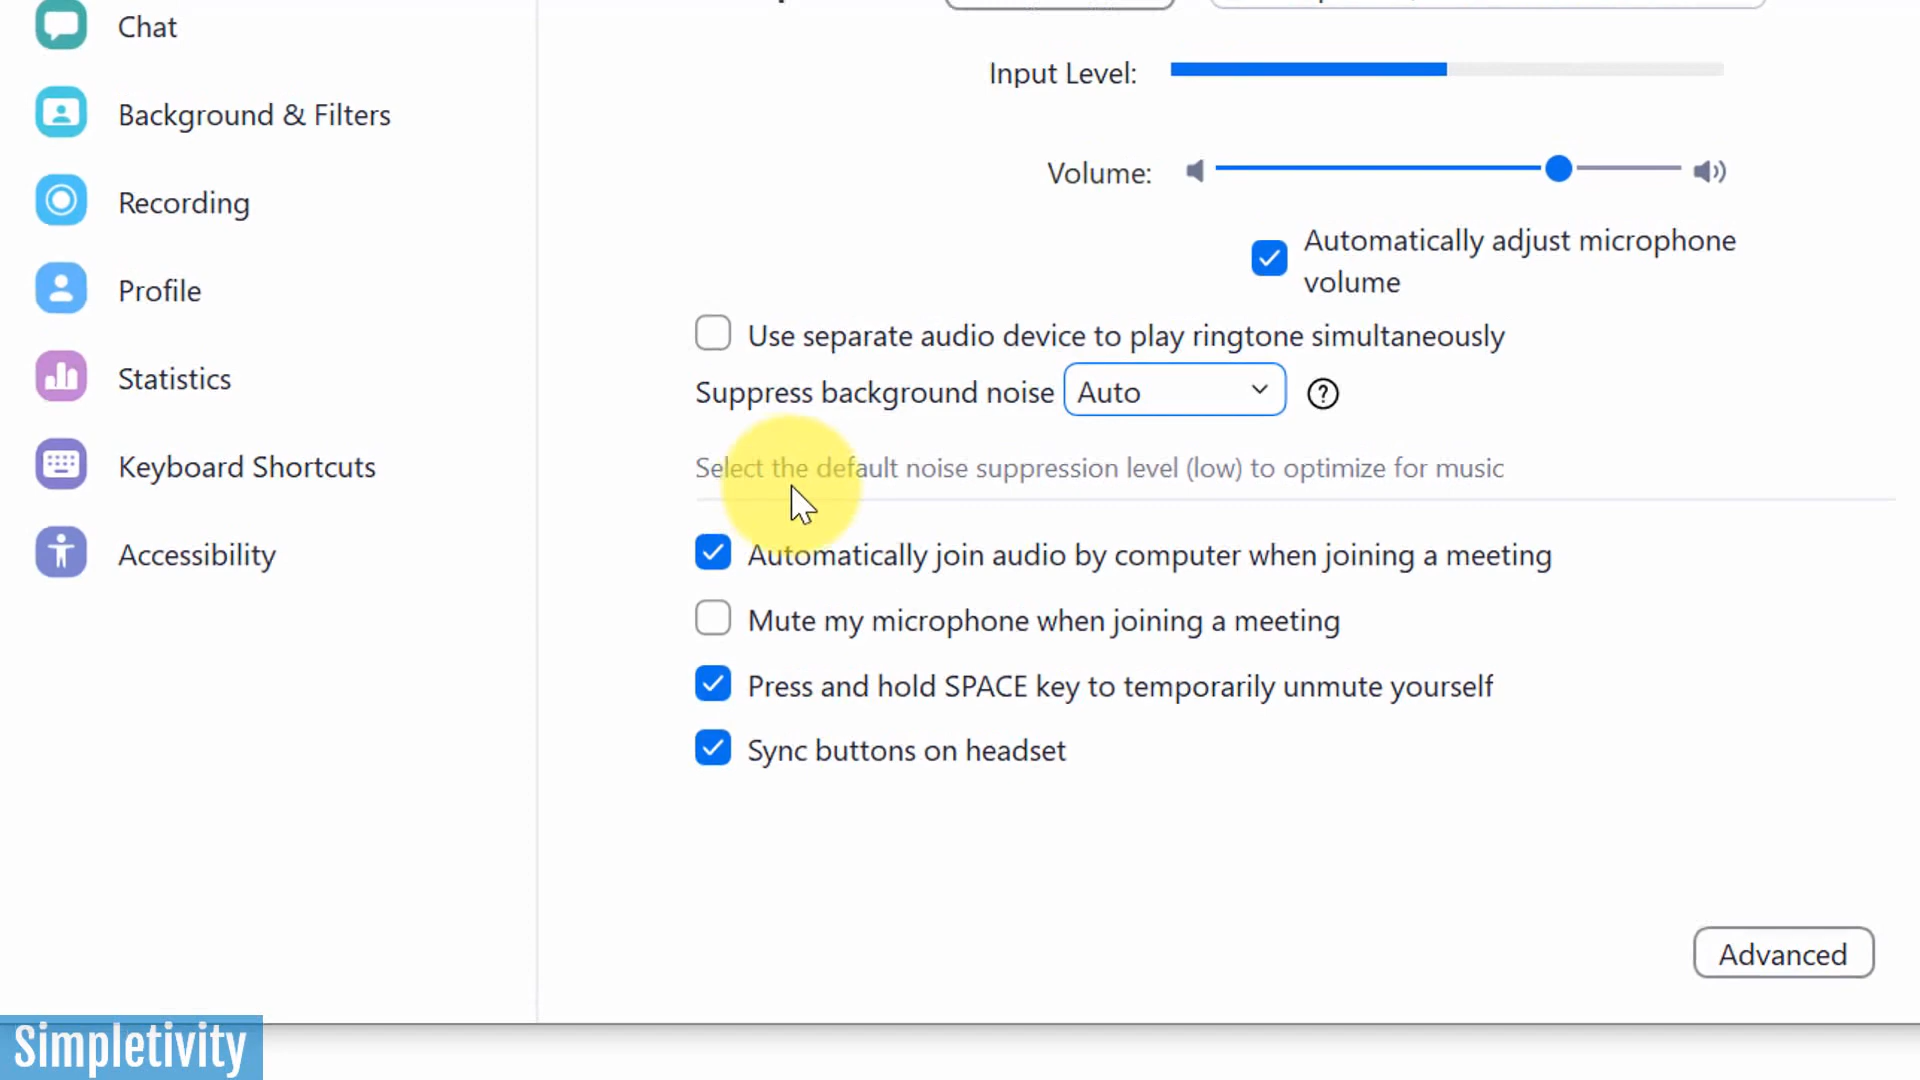 Chat
Background & Filters
Recording
Profile
Statistics
Keyboard Shortcuts
Accessibility
Input Level:
Volume:
Automatically adjust microphone
volume
Use separate audio device to play ringtone simultaneously
Suppress background noise Auto ?
Select the default noise suppression level (low) to optimize for music
Automatically join audio by computer when joining a meeting
Mute my microphone when joining a meeting
Press and hold SPACE key to temporarily unmute yourself
Sync buttons on headset
Advanced
Simpletivity